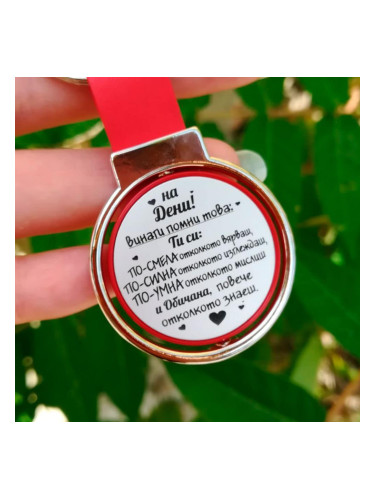 на
Дени!
винаги помни това:
Ти си:
ПО-СМЕЛА отколкото вярваш,
ПО-СИЛНА отколкото изглеждаш,
ПО-УМНА отколкото мислиш
и Обичана, повече
отколкото знаеш.